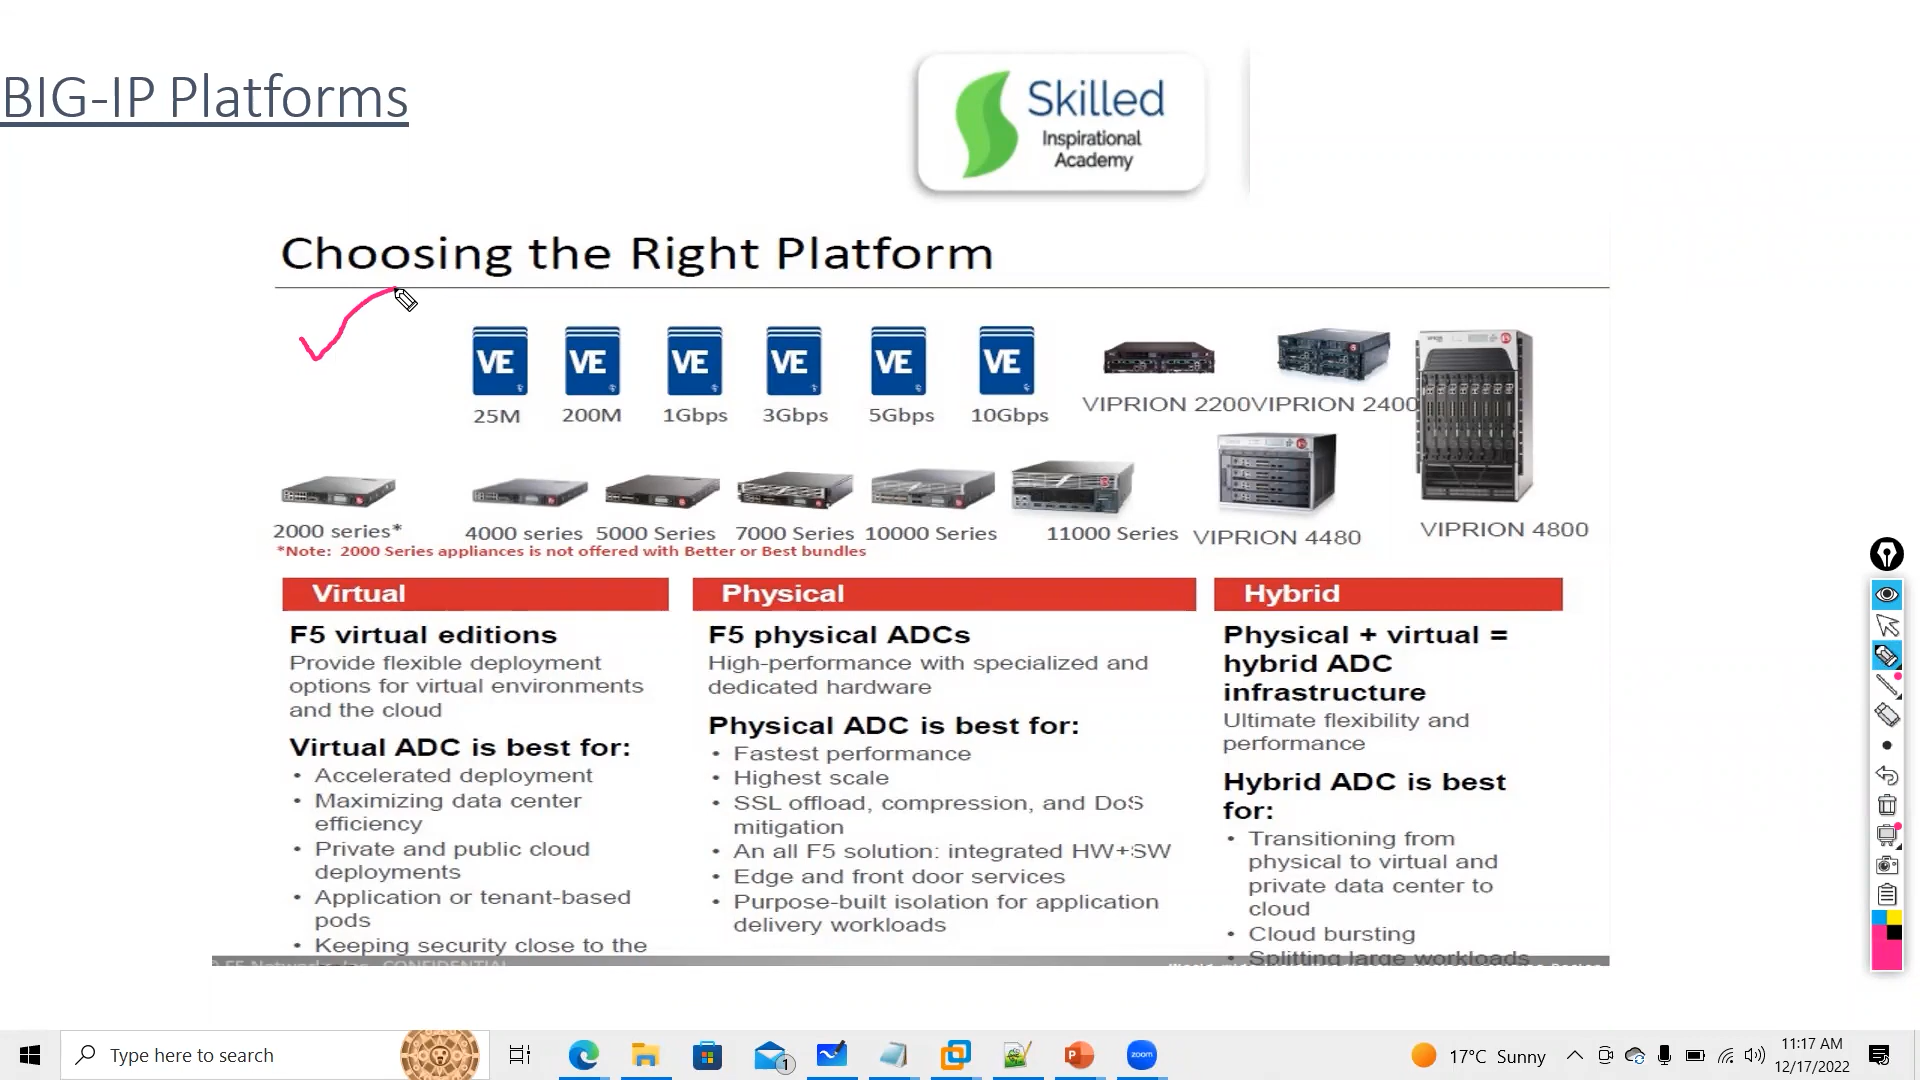 BIG-IP Platforms
Skilled
Inspirational
Academy
Choosing the Right Platform
VE VE VE VE VE VE
25M 200M 1Gbps 3Gbps 5Gbps 10Gbps
VIPRION 2200 VIPRION 2400
2000 series* 4000 series 5000 Series 7000 Series 10000 Series 11000 Series VIPRION 4480 VIPRION 4800
*Note: 2000 Series appliances is not offered with Better or Best bundles
Virtual
F5 virtual editions
Provide flexible deployment
options for virtual environments
and the cloud
Virtual ADC is best for:
• Accelerated deployment
• Maximizing data center
efficiency
• Private and public cloud
deployments
• Application or tenant-based
pods
• Keeping security close to the
Physical
F5 physical ADCs
High-performance with specialized and
dedicated hardware
Physical ADC is best for:
• Fastest performance
• Highest scale
• SSL offload, compression, and DoS
mitigation
• An all F5 solution: integrated HW+SW
• Edge and front door services
• Purpose-built isolation for application
delivery workloads
Hybrid
Physical + virtual =
hybrid ADC
infrastructure
Ultimate flexibility and
performance
Hybrid ADC is best
for:
• Transitioning from
physical to virtual and
private data center to
cloud
• Cloud bursting
• Splitting large workloads
© F5 Networks, Inc. CONFIDENTIAL
Type here to search
1
zoom
17°C Sunny
11:17 AM
12/17/2022